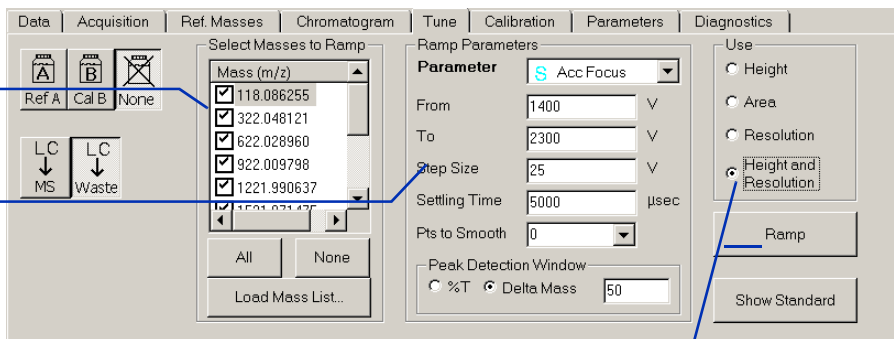 Data Acquisition Ref. Masses Chromatogram Tune Calibration Parameters Diagnostics
A B
Ref A Cal B None
LC LC
MS Waste
Select Masses to Ramp
Mass (m/z)
118.086255
322.048121
622.028960
922.009798
1221.990637
1521.971475
All None
Load Mass List...
Ramp Parameters
Parameter S Acc Focus
From 1400 V
To 2300 V
Step Size 25 V
Settling Time 5000 µsec
Pts to Smooth 0
Peak Detection Window
%T Delta Mass 50
Use
Height
Area
Resolution
Height and
Resolution
Ramp
Show Standard